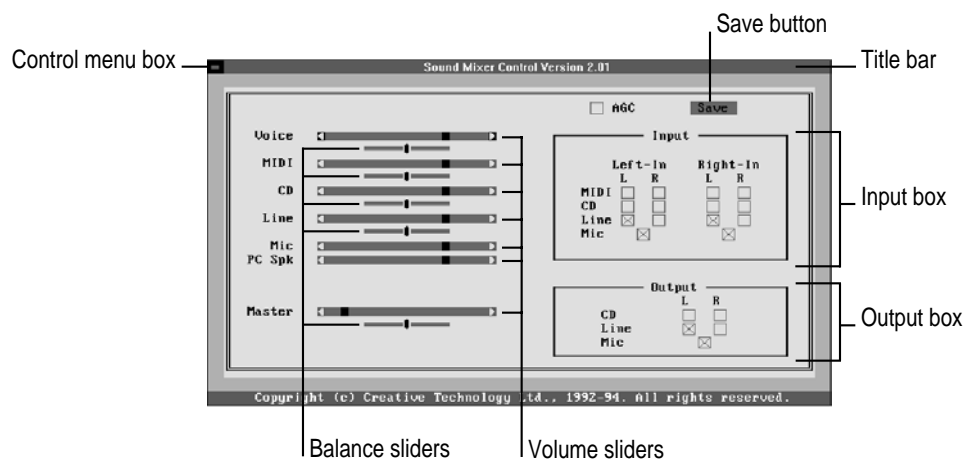 Save button
Control menu box
Sound Mixer Control Version 2.01
Title bar
AGC
Save
Voice
MIDI
CD
Line
Mic
PC Spk
Master
Input
Left-In Right-In
L R L R
MIDI
CD
Line
Mic
Input box
Output
L R
CD
Line
Mic
Output box
Copyright (c) Creative Technology Ltd., 1992-94. All rights reserved.
Balance sliders
Volume sliders